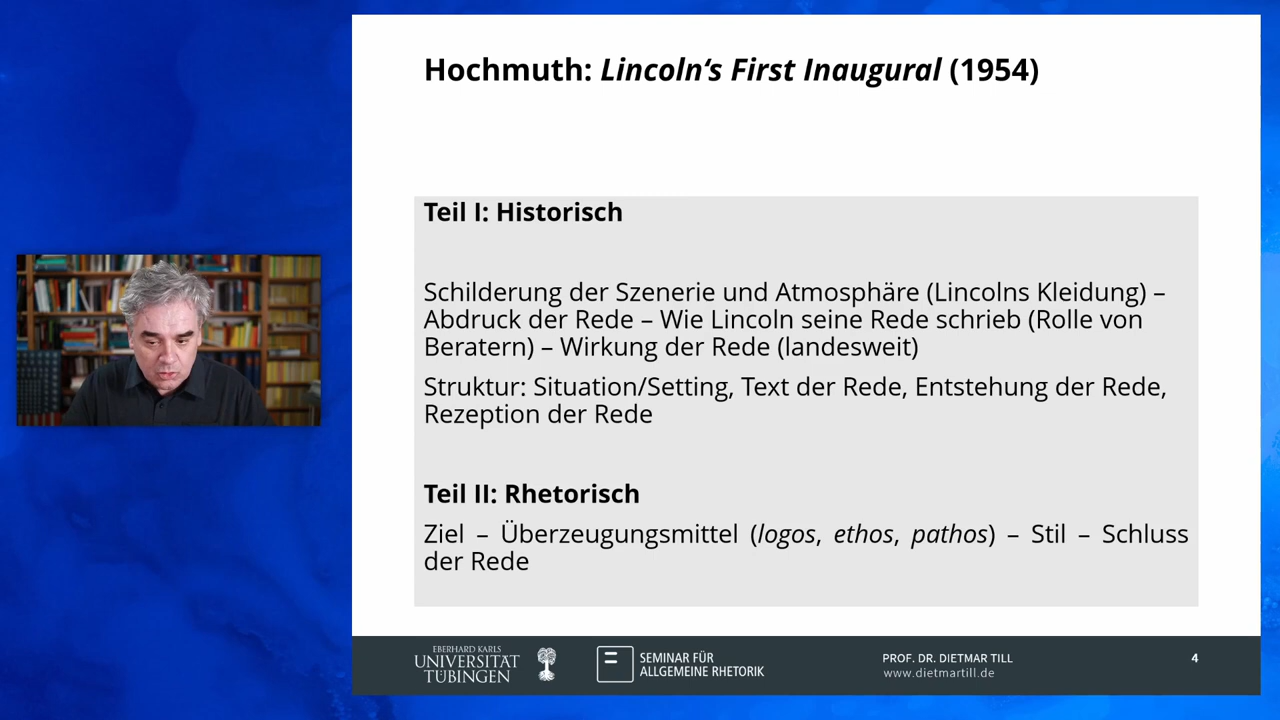 Hochmuth: Lincoln‘s First Inaugural (1954)
Teil I: Historisch
Schilderung der Szenerie und Atmosphäre (Lincolns Kleidung) –
Abdruck der Rede – Wie Lincoln seine Rede schrieb (Rolle von
Beratern) – Wirkung der Rede (landesweit)
Struktur: Situation/Setting, Text der Rede, Entstehung der Rede,
Rezeption der Rede
Teil II: Rhetorisch
Ziel – Überzeugungsmittel (logos, ethos, pathos) – Stil – Schluss
der Rede
EBERHARD KARLS
UNIVERSITÄT
TÜBINGEN
SEMINAR FÜR
ALLGEMEINE RHETORIK
PROF. DR. DIETMAR TILL
www.dietmartill.de
4